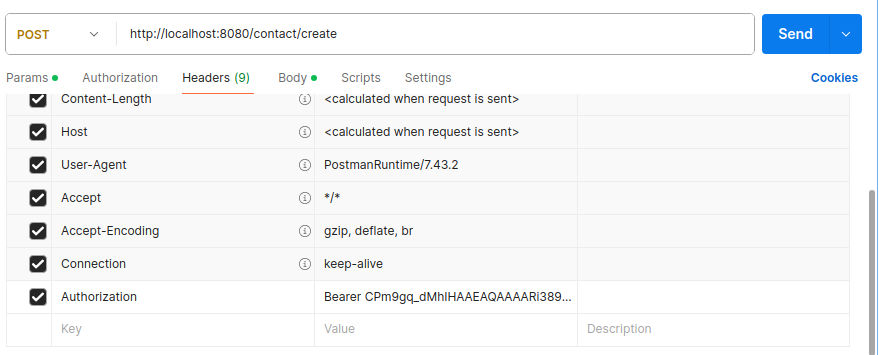 POST http://localhost:8080/contact/create Send
Params Authorization Headers (9) Body Scripts Settings Cookies
Content-Length <calculated when request is sent>
Host <calculated when request is sent>
User-Agent PostmanRuntime/7.43.2
Accept */*
Accept-Encoding gzip, deflate, br
Connection keep-alive
Authorization Bearer CPm9gq_dMhIHAAEAQAAAARi389...
Key Value Description